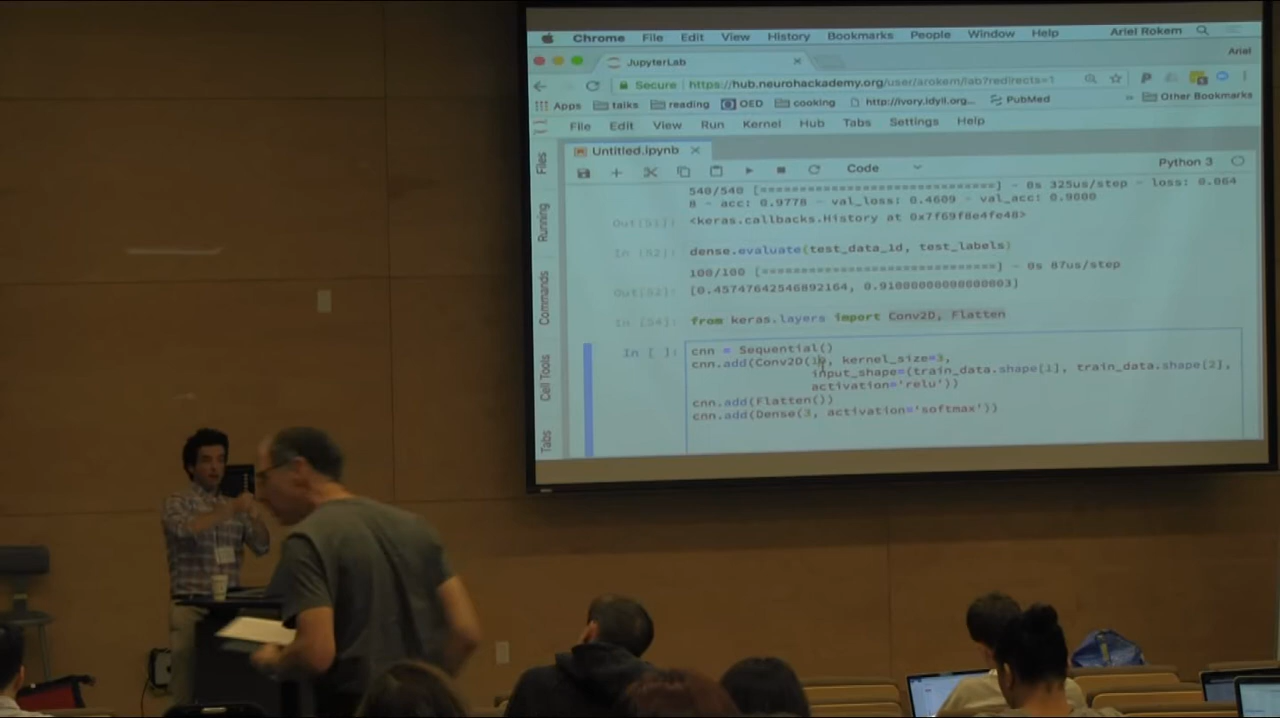 Chrome File Edit View History Bookmarks People Window Help Ariel Rokem
JupyterLab Ariel
Secure https://hub.neurohackademy.org/user/arokem/lab?redirects=1
Apps talks reading OED cooking http://ivory.idyll.org... PubMed » Other Bookmarks
File Edit View Run Kernel Hub Tabs Settings Help
Files
Running
Commands
Cell Tools
Tabs
Untitled.ipynb
Code Python 3
540/540 [==============================] - 0s 325us/step - loss: 0.064
8 - acc: 0.9778 - val_loss: 0.4609 - val_acc: 0.9000
Out[51]: <keras.callbacks.History at 0x7f69f8e4fe48>
In [52]: dense.evaluate(test_data_1d, test_labels)
100/100 [==============================] - 0s 87us/step
Out[52]: [0.45747642546892164, 0.91000000000000003]
In [54]: from keras.layers import Conv2D, Flatten
In [ ]: cnn = Sequential()
cnn.add(Conv2D(10, kernel_size=3,
input_shape=(train_data.shape[1], train_data.shape[2],
activation='relu'))
cnn.add(Flatten())
cnn.add(Dense(3, activation='softmax'))